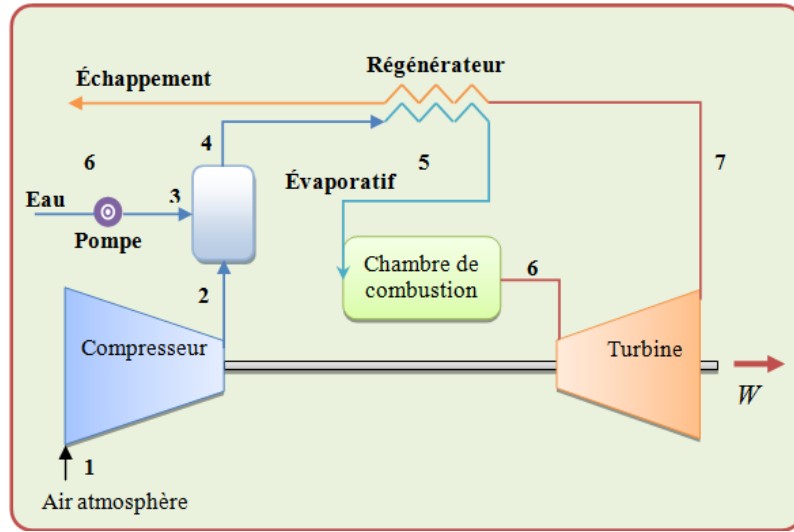 Régénérateur
Échappement
4
6
5
7
Eau
3
Évaporatif
Pompe
Chambre de
combustion
6
2
Compresseur
Turbine
W
1
Air atmosphère